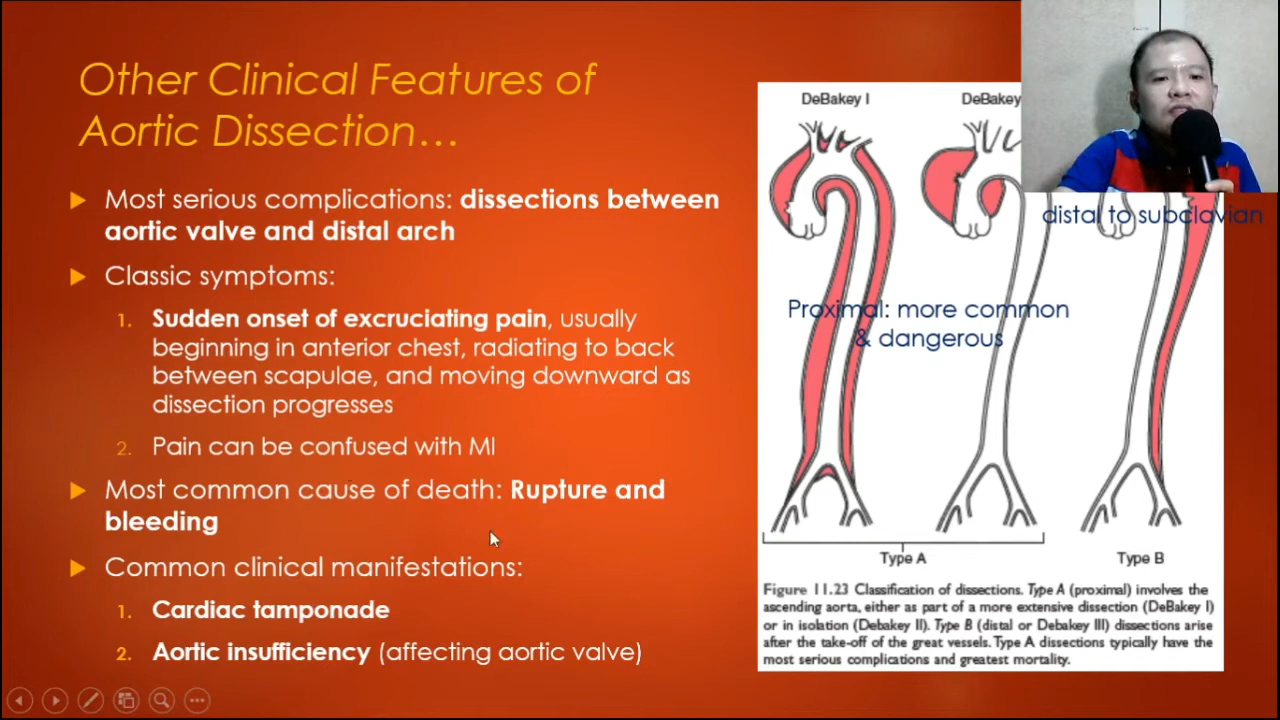 Other Clinical Features of
Aortic Dissection…
Most serious complications: dissections between
aortic valve and distal arch
Classic symptoms:
1. Sudden onset of excruciating pain, usually
beginning in anterior chest, radiating to back
between scapulae, and moving downward as
dissection progresses
2. Pain can be confused with MI
Most common cause of death: Rupture and
bleeding
Common clinical manifestations:
1. Cardiac tamponade
2. Aortic insufficiency (affecting aortic valve)
DeBakey I
DeBakey
distal to subclavian
Proximal: more common
& dangerous
Type A
Type B
Figure 11.23 Classification of dissections. Type A (proximal) involves the
ascending aorta, either as part of a more extensive dissection (DeBakey I)
or in isolation (Debakey II). Type B (distal or Debakey III) dissections arise
after the take-off of the great vessels. Type A dissections typically have the
most serious complications and greatest mortality.